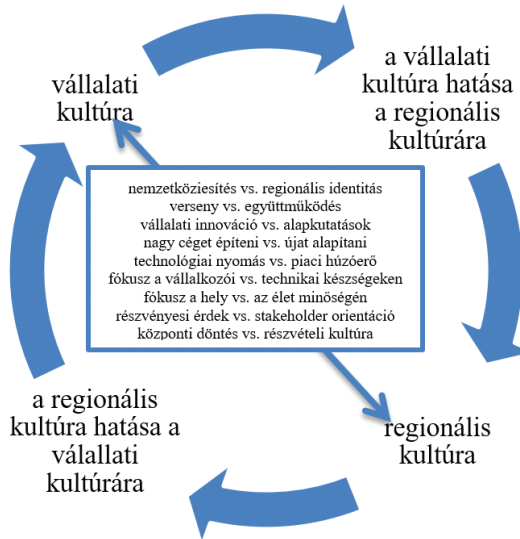 vállalati
kultúra
a vállalati
kultúra hatása
a regionális
kultúrára
nemzetköziesítés vs. regionális identitás
verseny vs. együttműködés
vállalati innováció vs. alapkutatások
nagy céget építeni vs. újat alapítani
technológiai nyomás vs. piaci húzóerő
fókusz a vállalkozói vs. technikai készségeken
fókusz a hely vs. az élet minőségén
részvényesi érdek vs. stakeholder orientáció
központi döntés vs. részvételi kultúra
a regionális
kultúra hatása a
válallati
kultúrára
regionális
kultúra